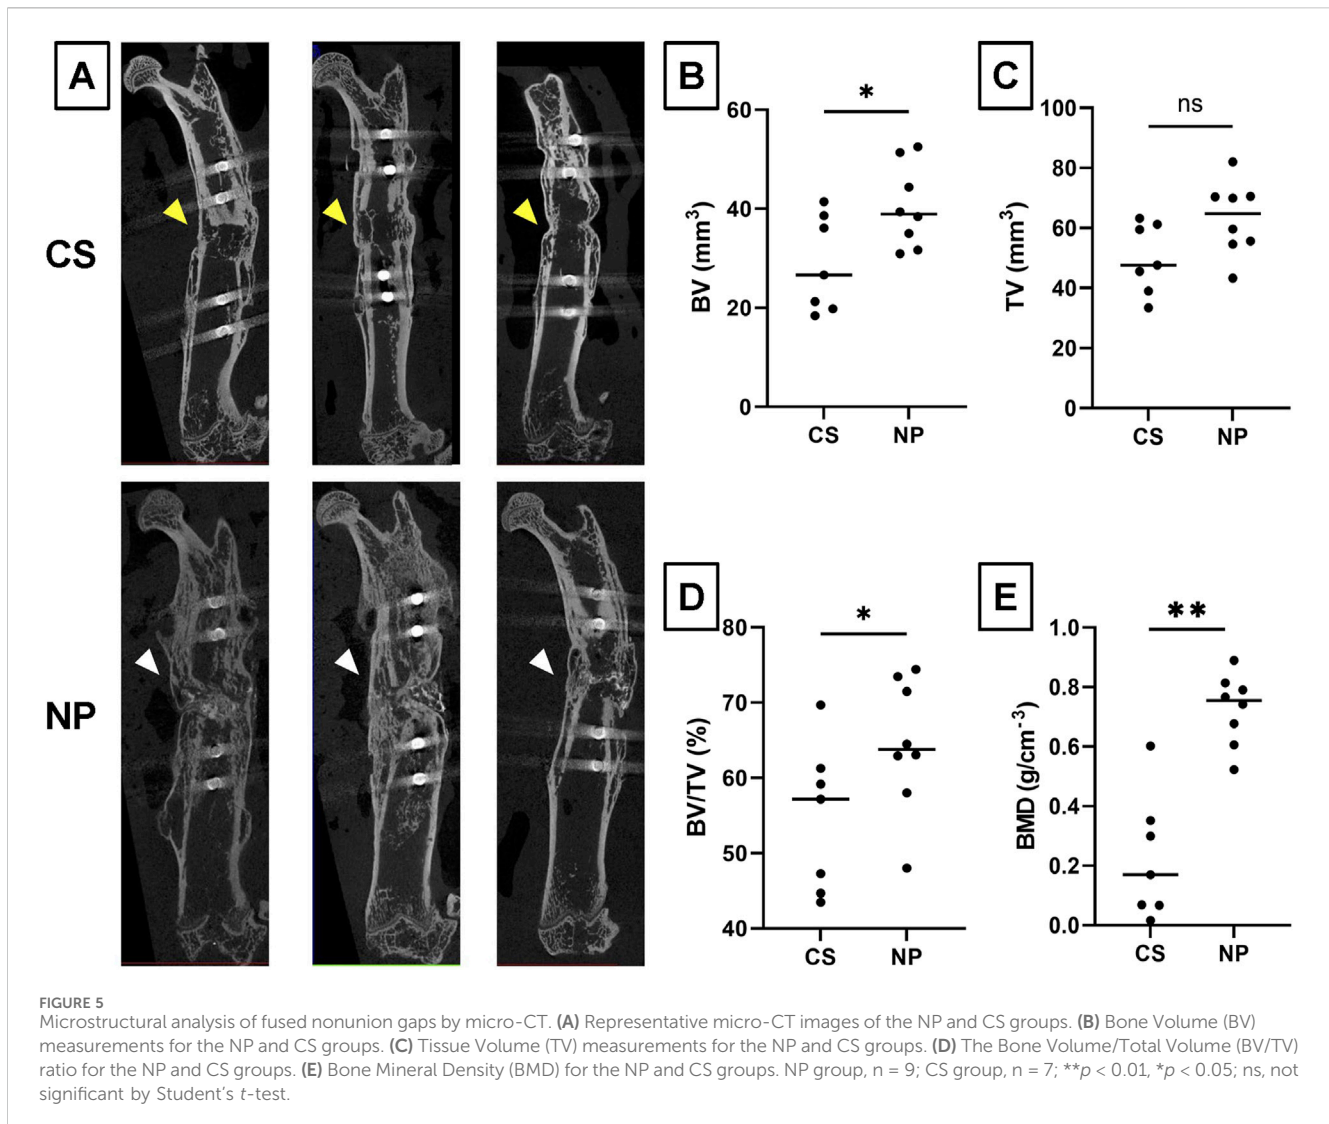 A
CS
NP
B
*
60
40
20
0
BV (mm3)
CS NP
C
ns
100
80
60
40
20
0
TV (mm3)
CS NP
D
*
80
70
60
50
40
BV/TV (%)
CS NP
E
**
1.0
0.8
0.6
0.4
0.2
0.0
BMD (g/cm-3)
CS NP
FIGURE 5
Microstructural analysis of fused nonunion gaps by micro-CT. (A) Representative micro-CT images of the NP and CS groups. (B) Bone Volume (BV)
measurements for the NP and CS groups. (C) Tissue Volume (TV) measurements for the NP and CS groups. (D) The Bone Volume/Total Volume (BV/TV)
ratio for the NP and CS groups. (E) Bone Mineral Density (BMD) for the NP and CS groups. NP group, n = 9; CS group, n = 7; **p < 0.01, *p < 0.05; ns, not
significant by Student’s t-test.